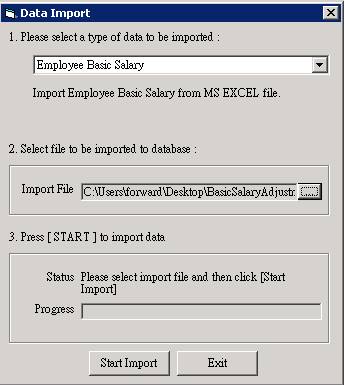 Data Import
1. Please select a type of data to be imported :
Employee Basic Salary
Import Employee Basic Salary from MS EXCEL file.
2. Select file to be imported to database :
Import File C:\Users\forward\Desktop\BasicSalaryAdjustn ...
3. Press [ START ] to import data
Status Please select import file and then click [Start
Import]
Progress
Start Import Exit